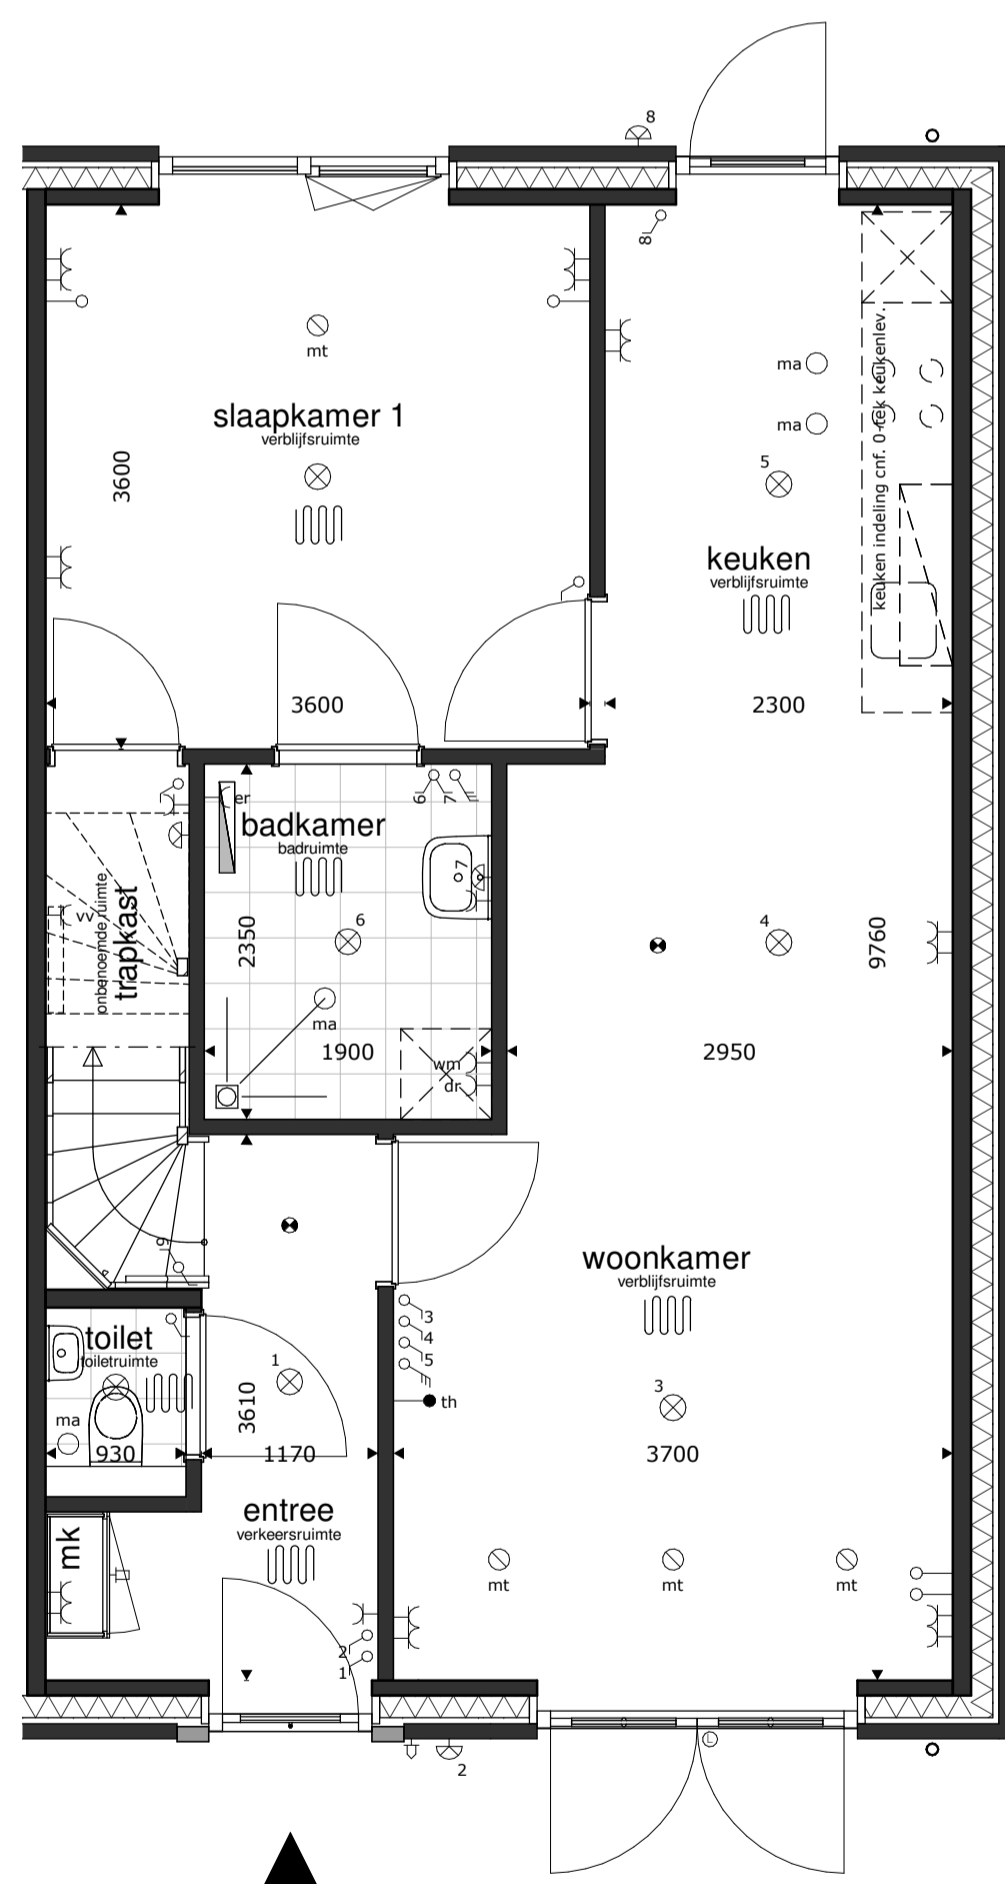 8
8
mt
slaapkamer 1
verblijfsruimte
3600
ma
ma
5
keuken indeling cnf. 0-tek keukenlev.
keuken
verblijfsruimte
3600
2300
er
6
7
badkamer
badruimte
7
trapkast
onbenoemde ruimte
vv
2350
6
4
9760
ma
1900
wm
dr
2950
9
woonkamer
verblijfsruimte
3
4
5
th
toilet
toiletruimte
1
3610
3
ma
930
1170
3700
entree
verkeersruimte
mk
mt
mt
mt
2
1
L
2